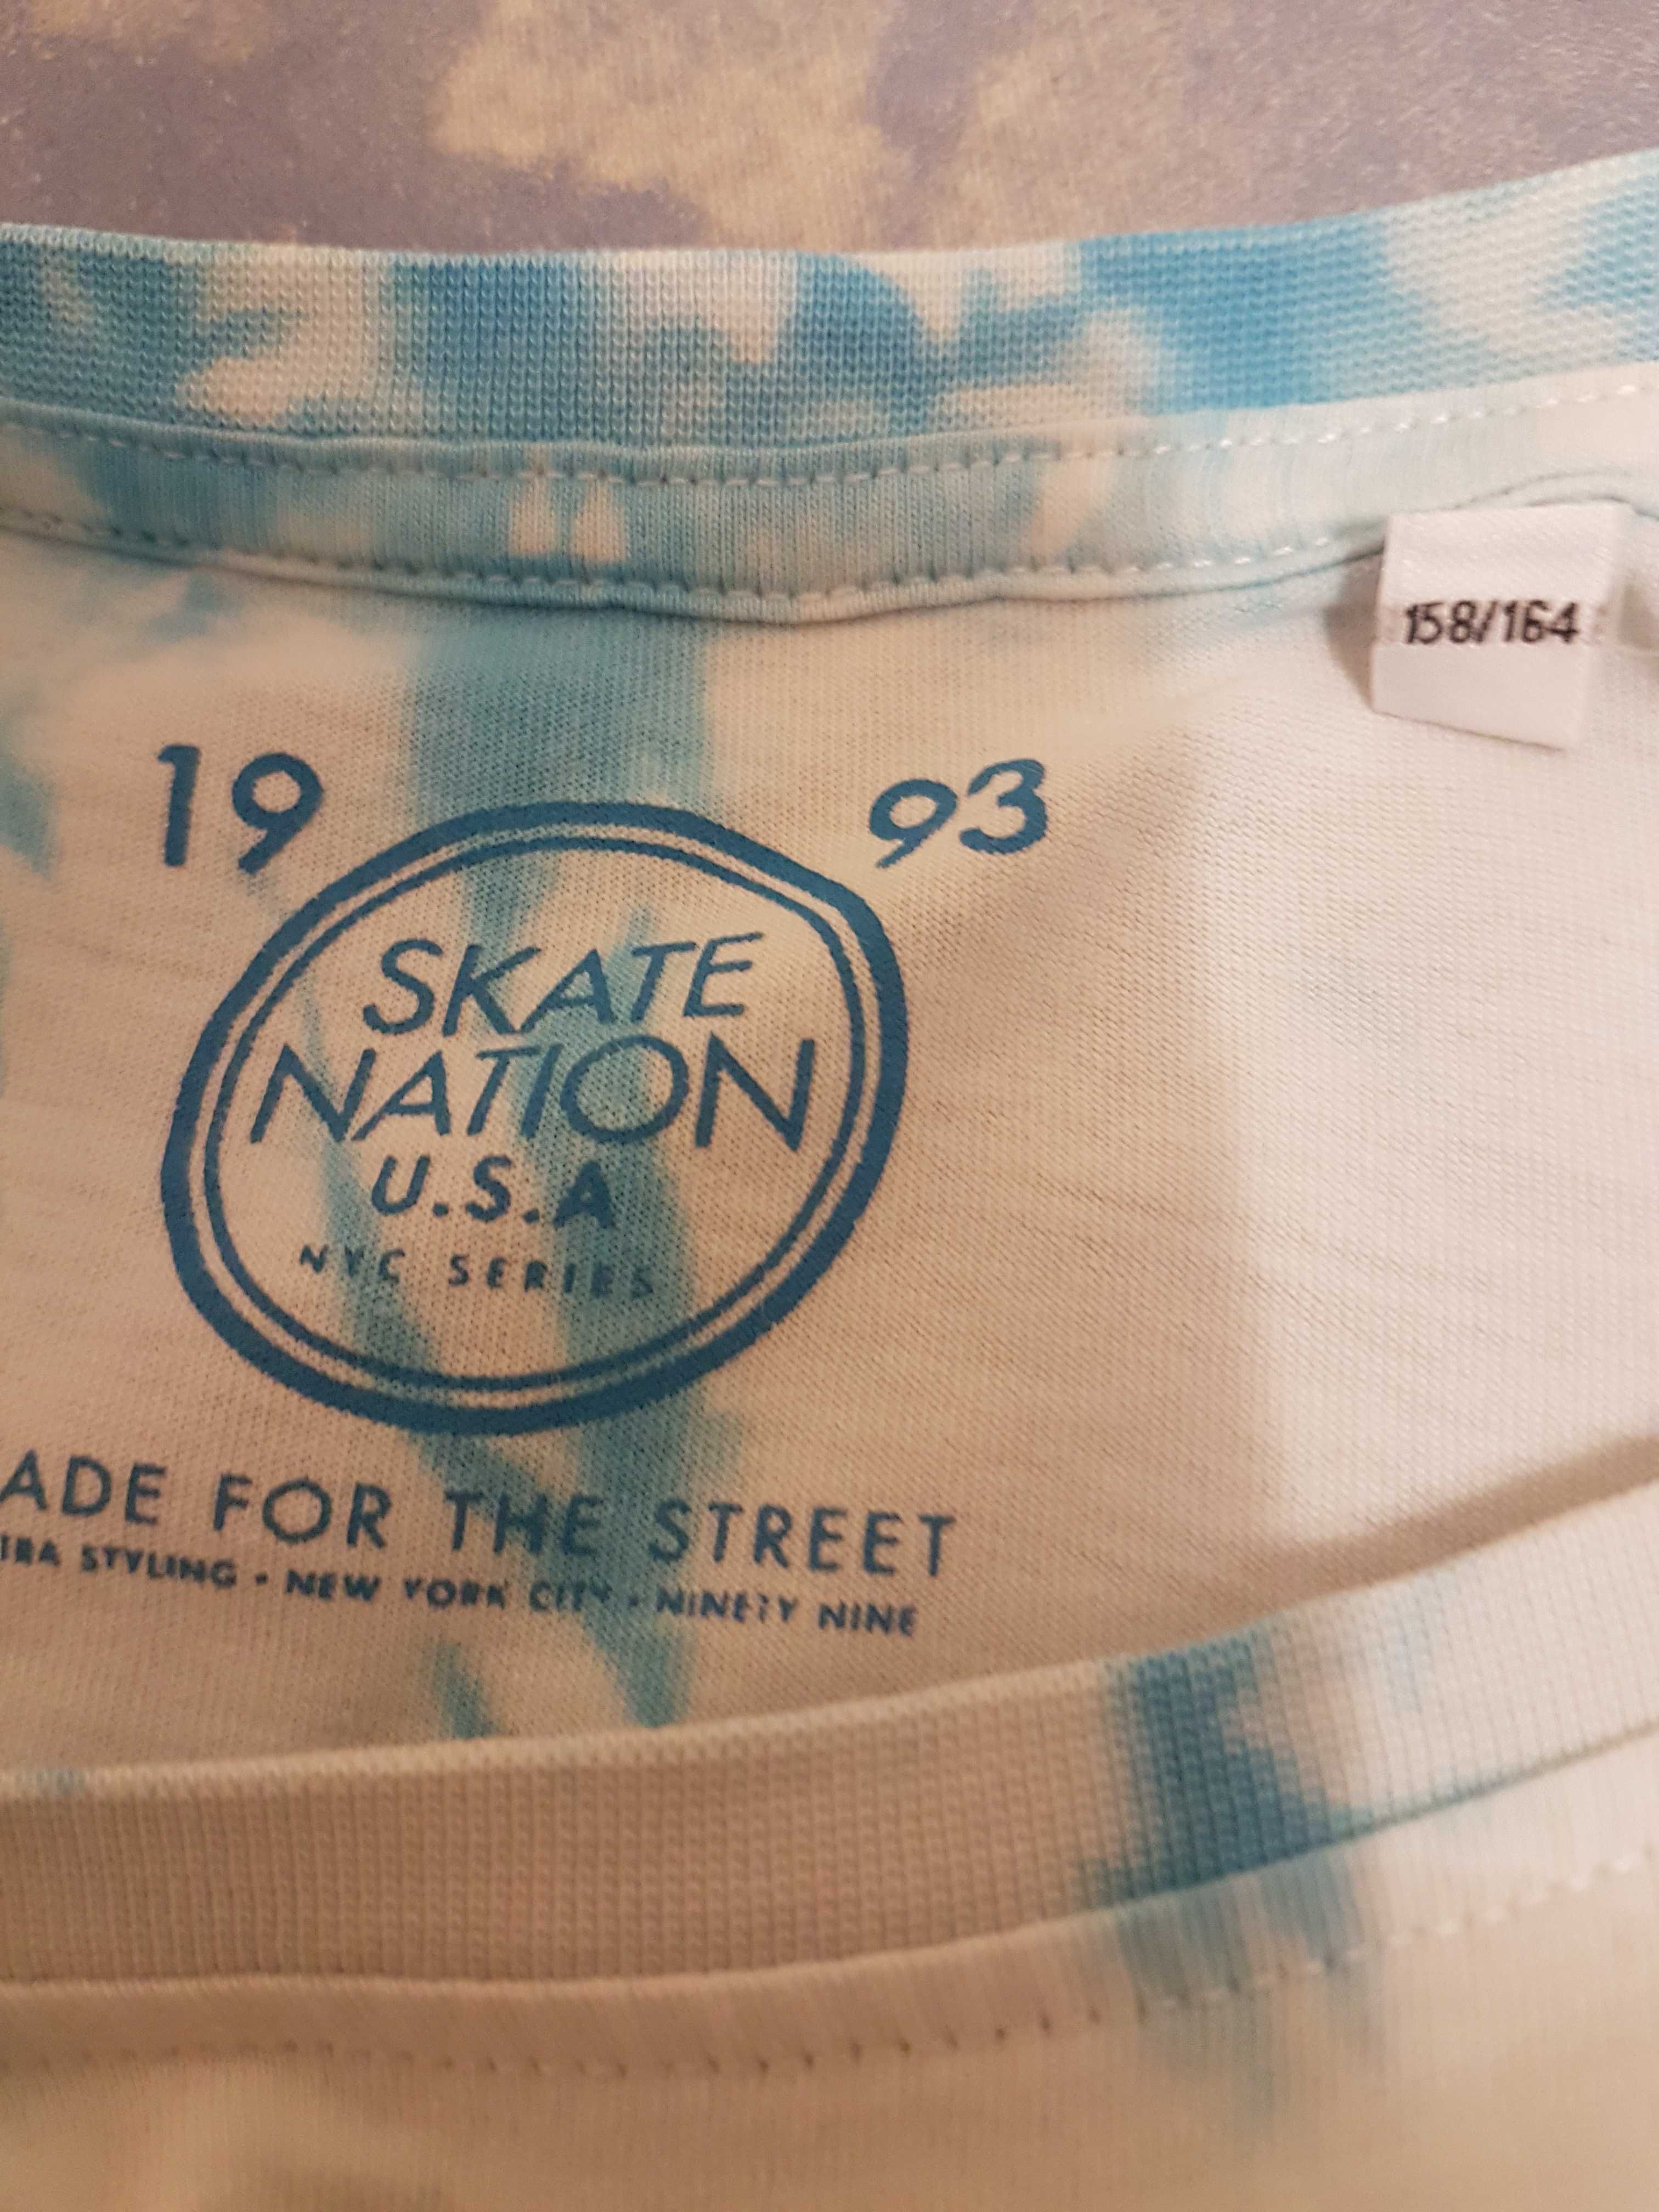 158/164
19 93
SKATE
NATION
U.S.A
NYC SERIES
ADE FOR THE STREET
STYLING • NEW YORK CITY • NINETY NINE